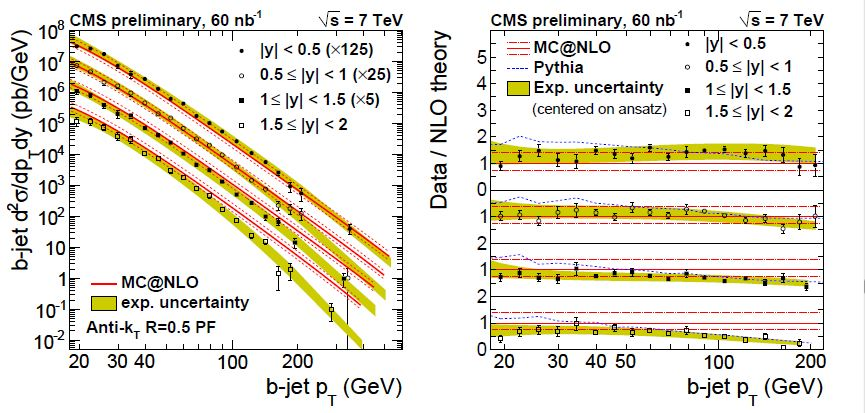 CMS preliminary, 60 nb⁻¹ √s = 7 TeV
b-jet d²σ/dp_T dy (pb/GeV)
10⁸
10⁷
10⁶
10⁵
10⁴
10³
10²
10
1
10⁻¹
10⁻²
|y| < 0.5 (×125)
0.5 ≤ |y| < 1 (×25)
1 ≤ |y| < 1.5 (×5)
1.5 ≤ |y| < 2
MC@NLO
exp. uncertainty
Anti-k_T R=0.5 PF
20 30 40 100 200
b-jet p_T (GeV)
CMS preliminary, 60 nb⁻¹ √s = 7 TeV
Data / NLO theory
MC@NLO
Pythia
Exp. uncertainty
(centered on ansatz)
|y| < 0.5
0.5 ≤ |y| < 1
1 ≤ |y| < 1.5
1.5 ≤ |y| < 2
5
4
3
2
1
0
1
2
1
2
1
0
20 30 40 50 100 200
b-jet p_T (GeV)